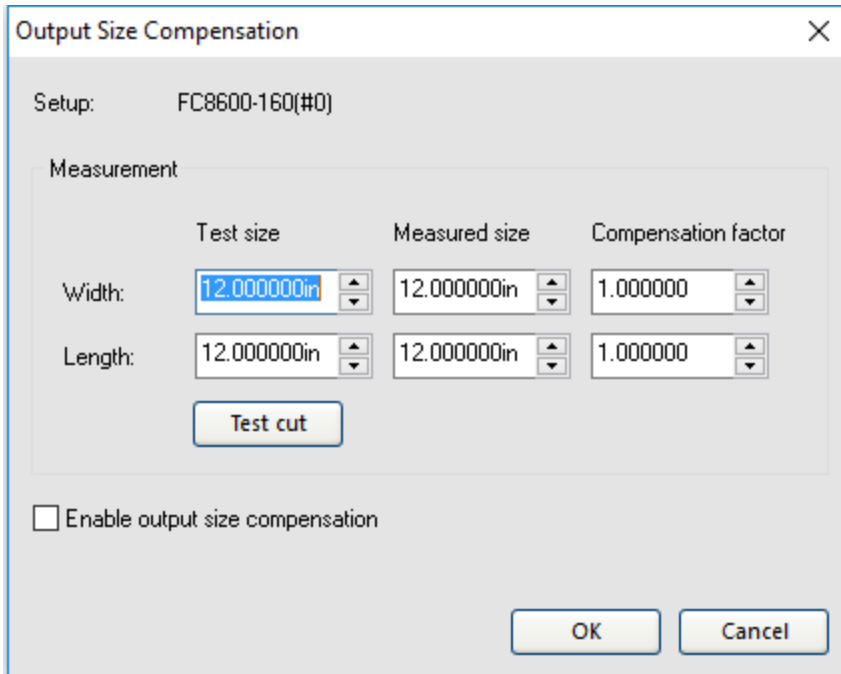 Output Size Compensation
Setup: FC8600-160(#0)
Measurement
Test size Measured size Compensation factor
Width: 12.000000in 12.000000in 1.000000
Length: 12.000000in 12.000000in 1.000000
Test cut
Enable output size compensation
OK Cancel